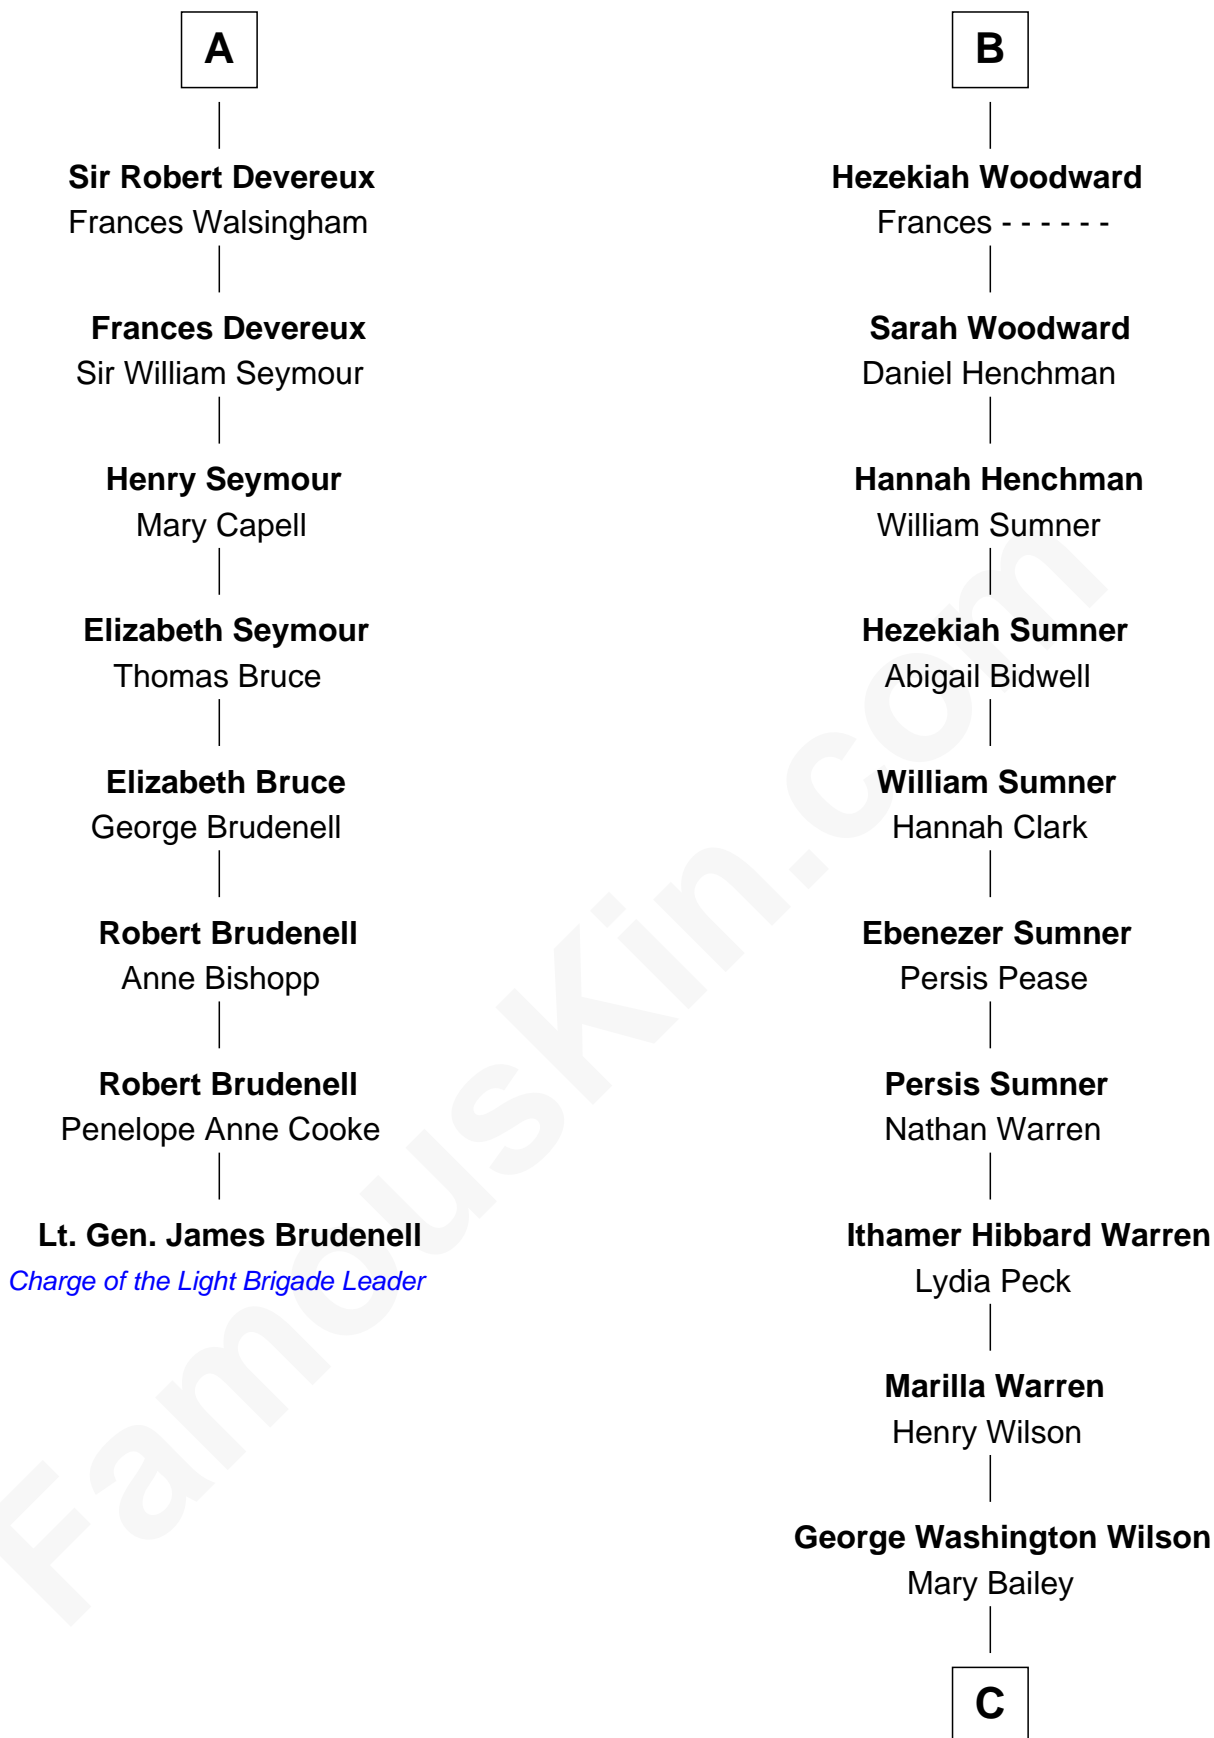 A
Sir Robert Devereux
Frances Walsingham
Frances Devereux
Sir William Seymour
Henry Seymour
Mary Capell
Elizabeth Seymour
Thomas Bruce
Elizabeth Bruce
George Brudenell
Robert Brudenell
Anne Bishopp
Robert Brudenell
Penelope Anne Cooke
Lt. Gen. James Brudenell
Charge of the Light Brigade Leader
B
Hezekiah Woodward
Frances - - - - - -
Sarah Woodward
Daniel Henchman
Hannah Henchman
William Sumner
Hezekiah Sumner
Abigail Bidwell
William Sumner
Hannah Clark
Ebenezer Sumner
Persis Pease
Persis Sumner
Nathan Warren
Ithamer Hibbard Warren
Lydia Peck
Marilla Warren
Henry Wilson
George Washington Wilson
Mary Bailey
C
FamousKin.com